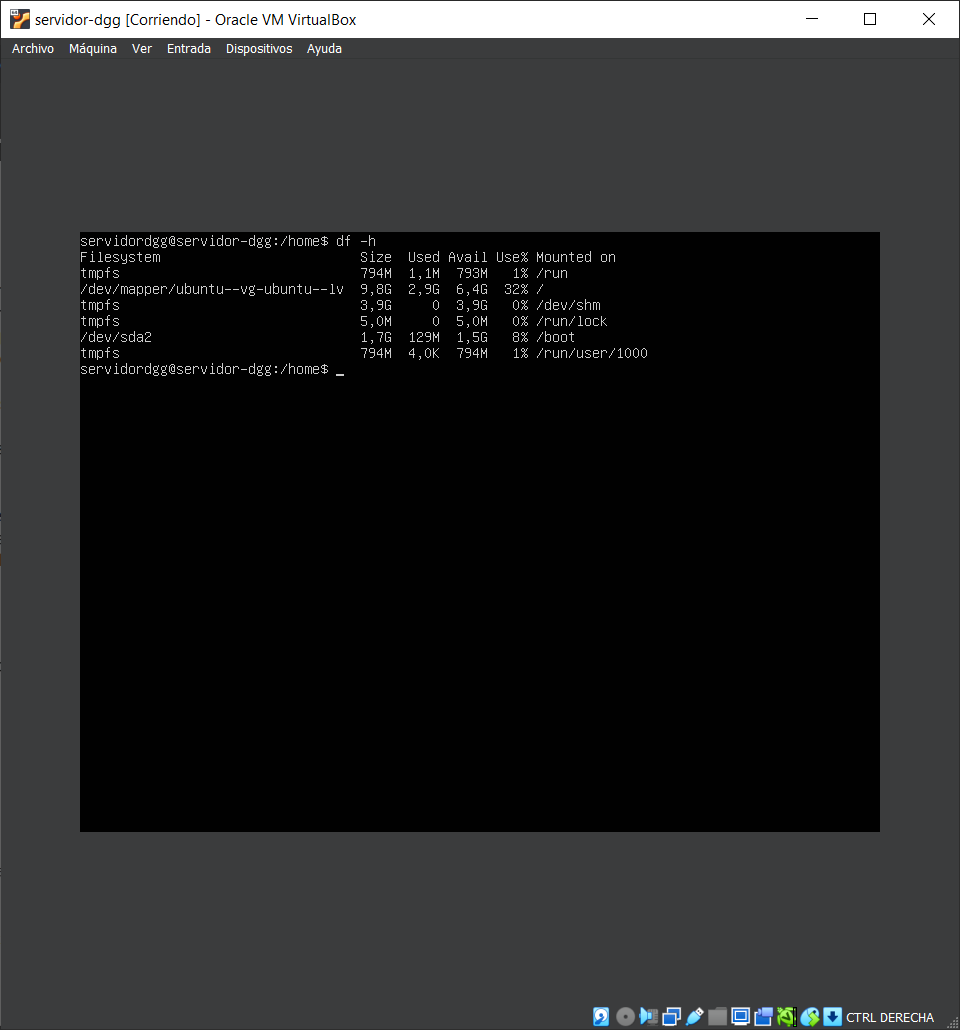 servidor-dgg [Corriendo] - Oracle VM VirtualBox
Archivo Máquina Ver Entrada Dispositivos Ayuda
servidordgg@servidor-dgg:/home$ df -h
Filesystem Size Used Avail Use% Mounted on
tmpfs 794M 1,1M 793M 1% /run
/dev/mapper/ubuntu--vg-ubuntu--lv 9,8G 2,9G 6,4G 32% /
tmpfs 3,9G 0 3,9G 0% /dev/shm
tmpfs 5,0M 0 5,0M 0% /run/lock
/dev/sda2 1,7G 129M 1,5G 8% /boot
tmpfs 794M 4,0K 794M 1% /run/user/1000
servidordgg@servidor-dgg:/home$ _
CTRL DERECHA